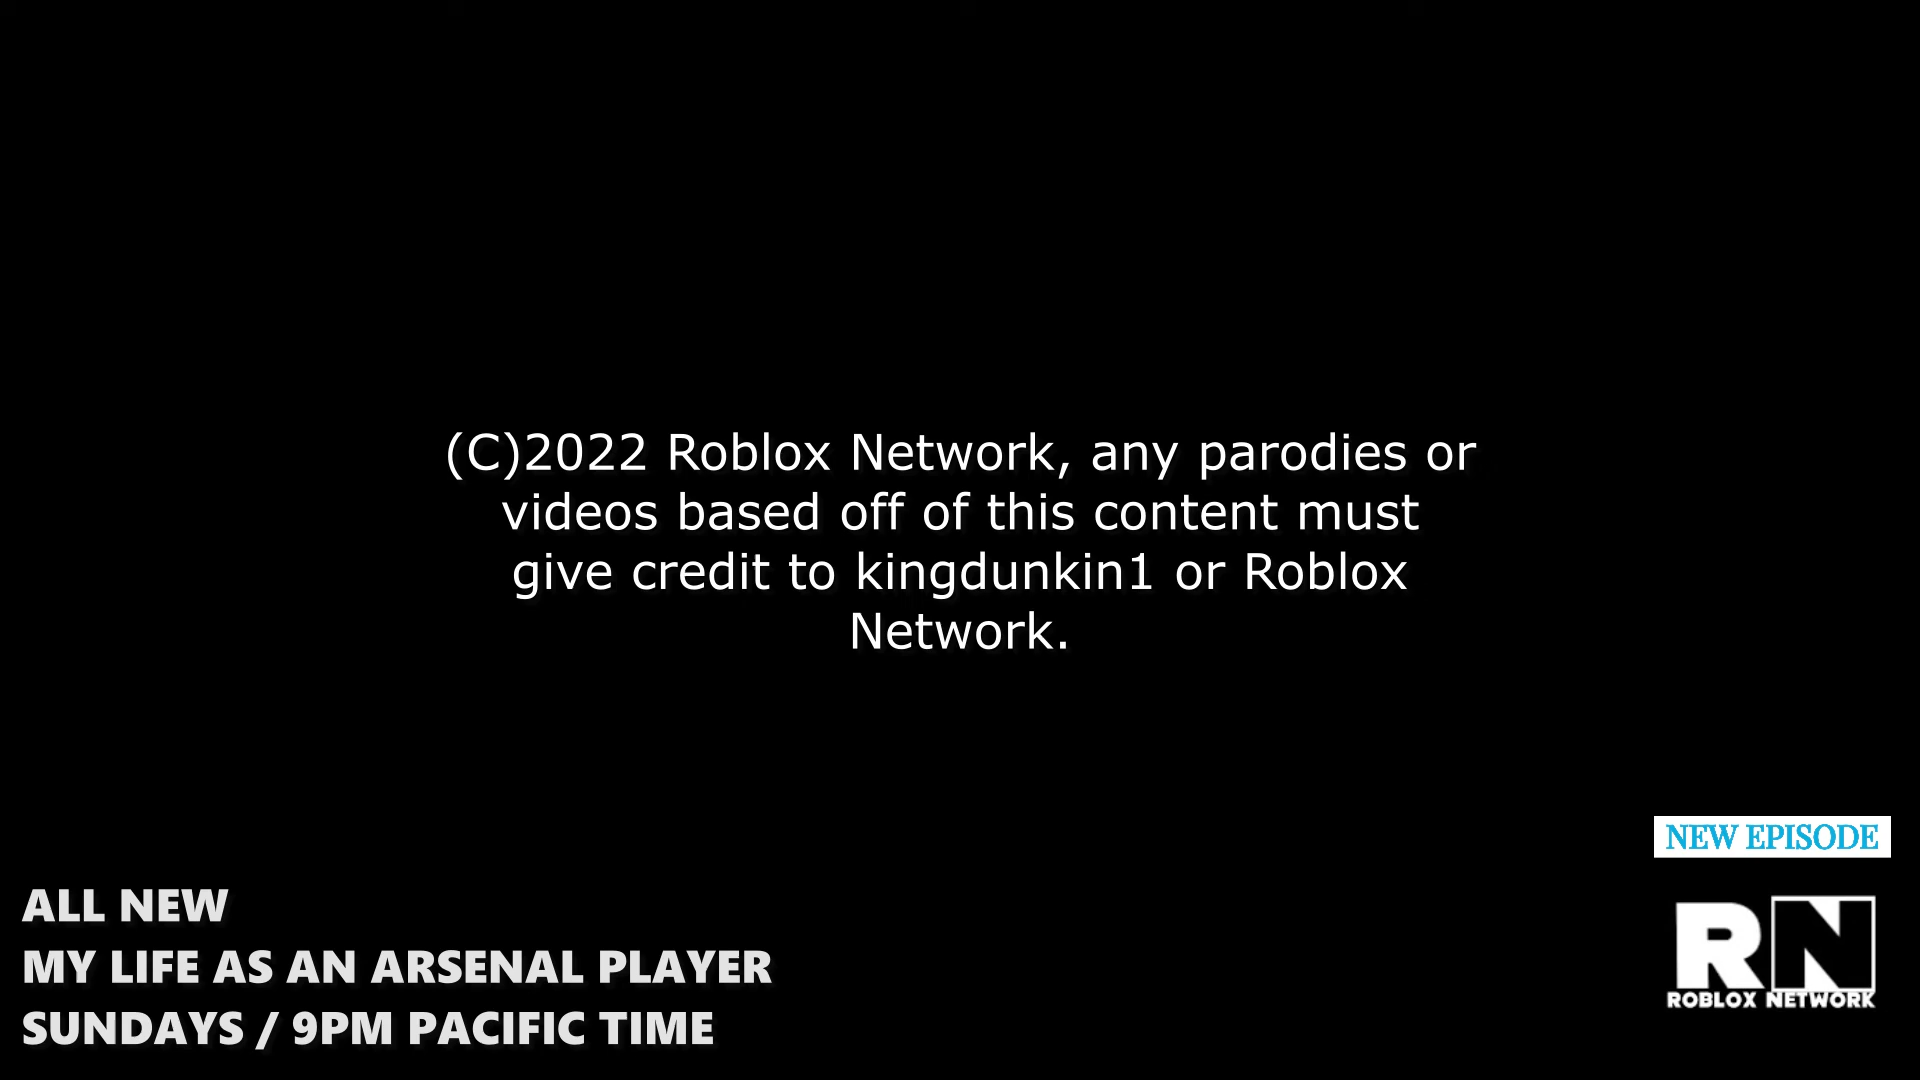 (C)2022 Roblox Network, any parodies or
videos based off of this content must
give credit to kingdunkin1 or Roblox
Network.
NEW EPISODE
ALL NEW
MY LIFE AS AN ARSENAL PLAYER
SUNDAYS / 9PM PACIFIC TIME
RN
ROBLOX NETWORK